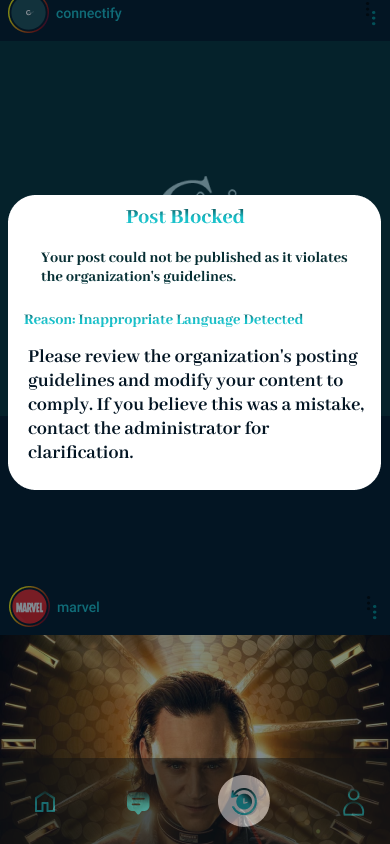 connectify
Post Blocked
Your post could not be published as it violates
the organization's guidelines.
Reason: Inappropriate Language Detected
Please review the organization's posting
guidelines and modify your content to
comply. If you believe this was a mistake,
contact the administrator for
clarification.
MARVEL
marvel